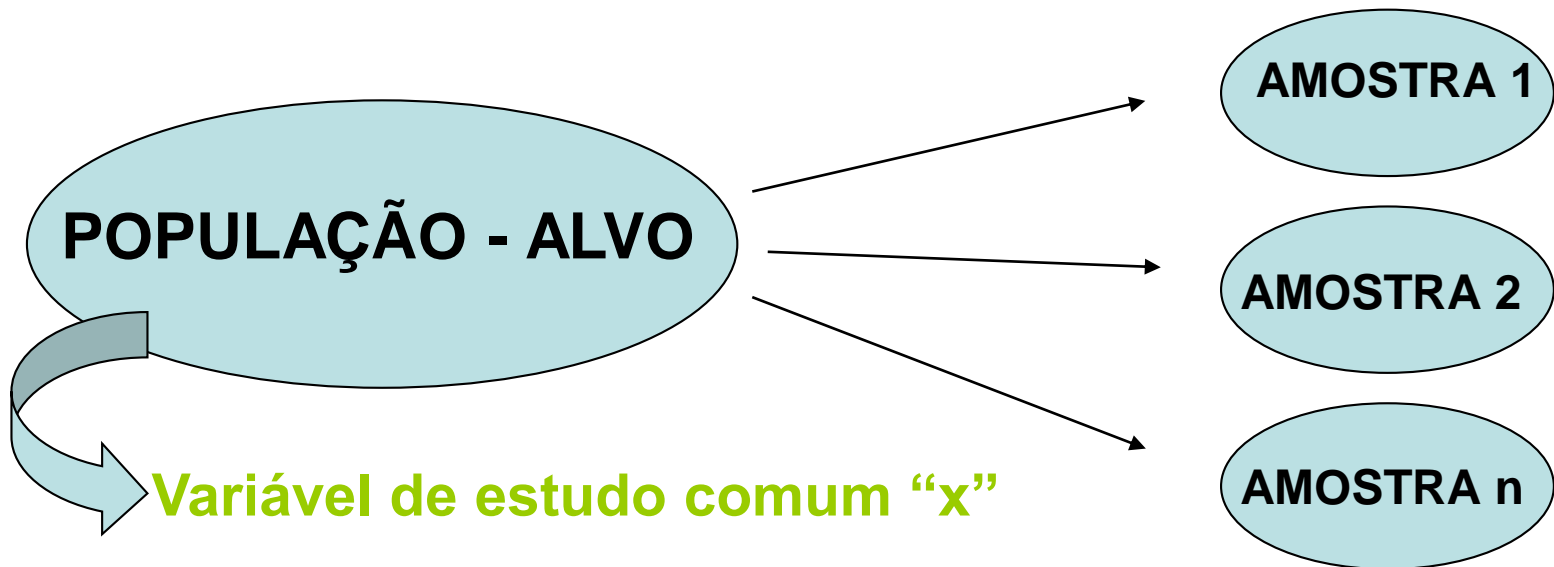 AMOSTRA 1
POPULAÇÃO - ALVO
AMOSTRA 2
Variável de estudo comum “x”
AMOSTRA n